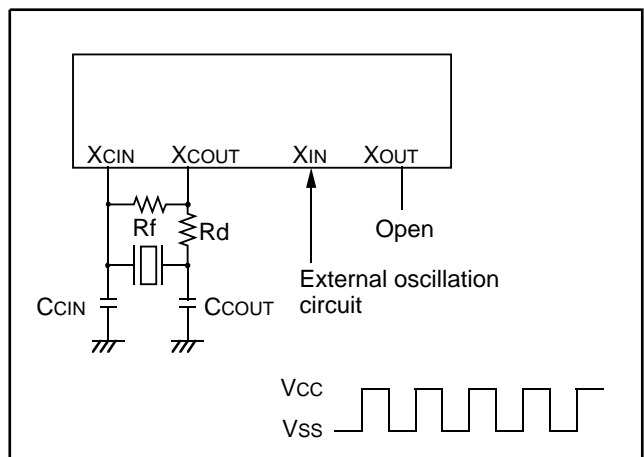 XCIN XCOUT XIN XOUT
Rf
Rd
Open
External oscillation
circuit
CCIN
CCOUT
VCC
VSS